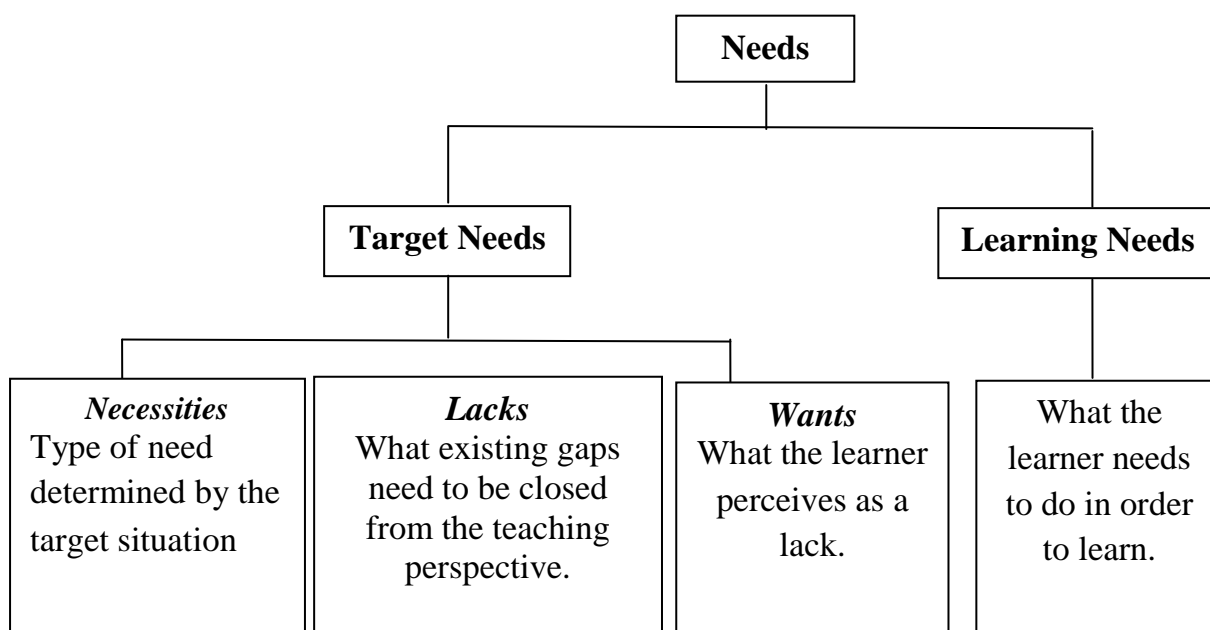 Needs
Target Needs
Learning Needs
Necessities
Type of need
determined by the
target situation
Lacks
What existing gaps
need to be closed
from the teaching
perspective.
Wants
What the learner
perceives as a
lack.
What the
learner needs
to do in order
to learn.